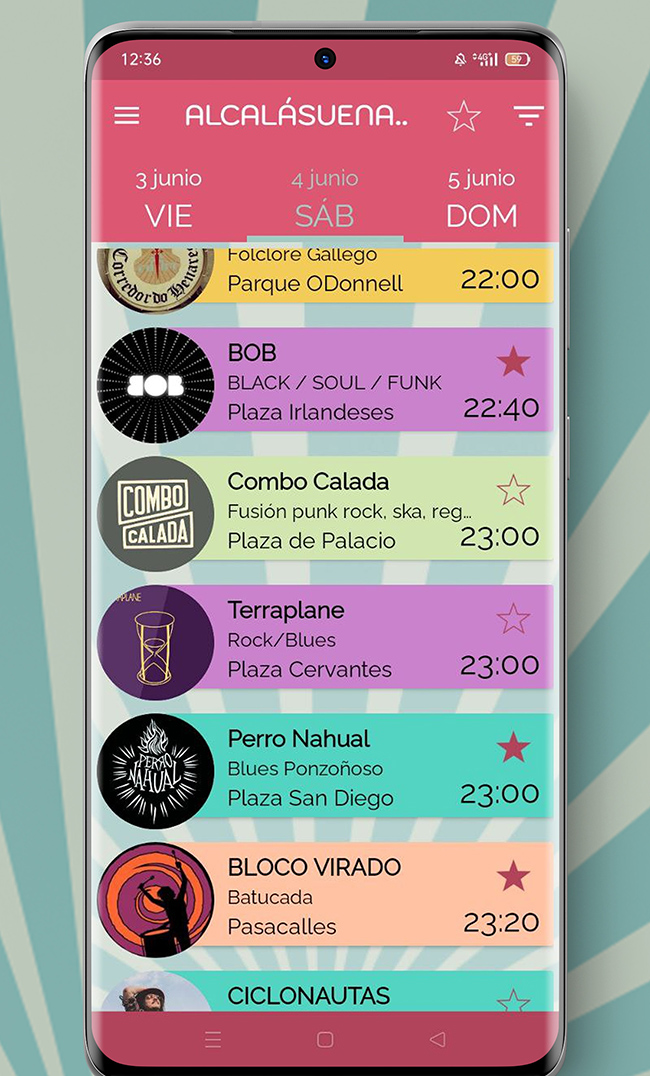 12:36
4G+
59
ALCALÁSUENA..
3 junio
4 junio
5 junio
VIE
SÁB
DOM
Corredor do Henares
Folclore Gallego
Parque ODonnell
22:00
BOB
BOB
BLACK / SOUL / FUNK
Plaza Irlandeses
22:40
COMBO
CALADA
Combo Calada
Fusión punk rock, ska, reg...
Plaza de Palacio
23:00
Terraplane
Rock/Blues
Plaza Cervantes
23:00
PERRO
NAHUAL
Perro Nahual
Blues Ponzoñoso
Plaza San Diego
23:00
BLOCO VIRADO
Batucada
Pasacalles
23:20
CICLONAUTAS